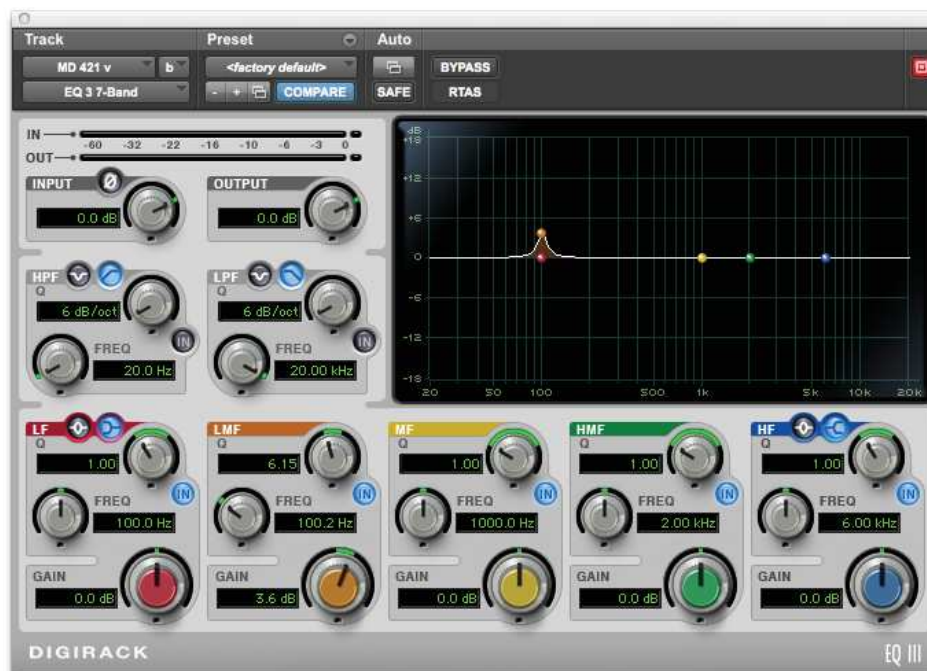 Track Preset Auto
MD 421 v b <factory default> BYPASS
EQ 3 7-Band - + COMPARE SAFE RTAS
IN
-60 -32 -22 -16 -10 -6 -3 0
OUT
INPUT Ø OUTPUT
0.0 dB 0.0 dB
HPF LPF
Q Q
6 dB/oct 6 dB/oct
IN IN
FREQ FREQ
20.0 Hz 20.00 kHz
dB
+18
+12
+6
0
-6
-12
-18
20 50 100 500 1k 5k 10k 20k
LF LMF MF HMF HF
Q Q Q Q Q
1.00 6.15 1.00 1.00 1.00
IN IN IN IN IN
FREQ FREQ FREQ FREQ FREQ
100.0 Hz 100.2 Hz 1000.0 Hz 2.00 kHz 6.00 kHz
GAIN GAIN GAIN GAIN GAIN
0.0 dB 3.6 dB 0.0 dB 0.0 dB 0.0 dB
DIGIRACK EQ III